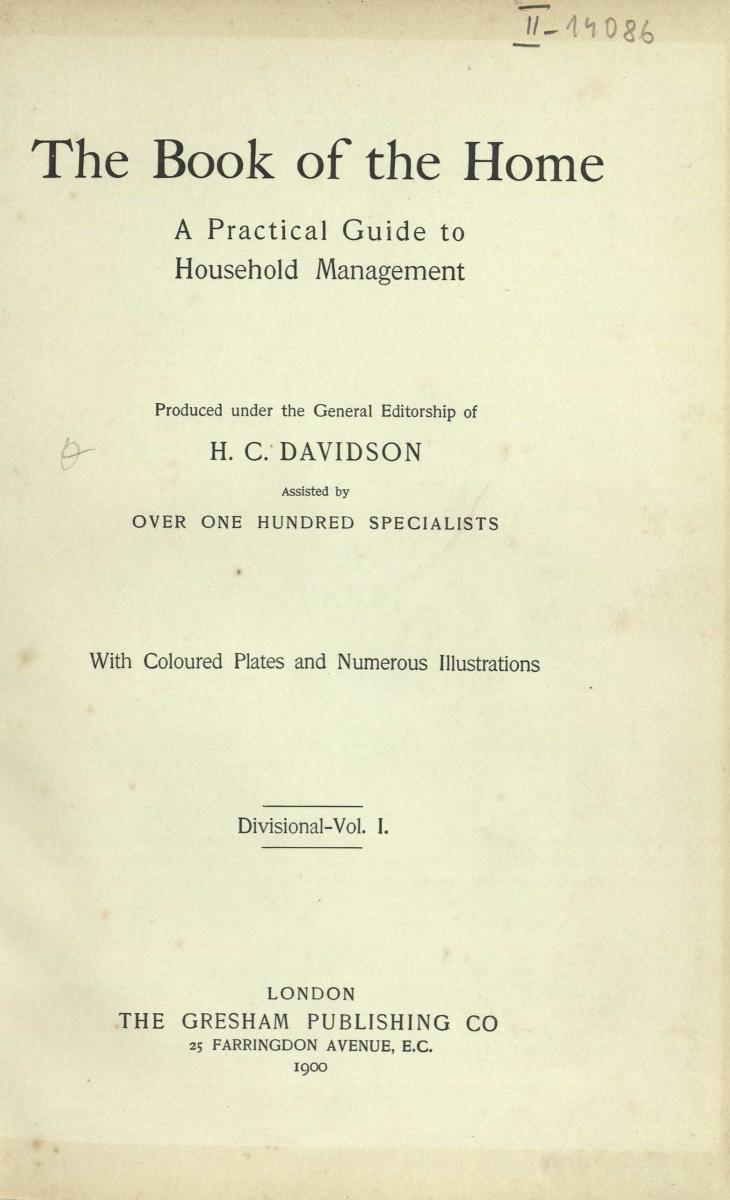 II-14086
The Book of the Home
A Practical Guide to
Household Management
Produced under the General Editorship of
H. C. DAVIDSON
Assisted by
OVER ONE HUNDRED SPECIALISTS
With Coloured Plates and Numerous Illustrations
Divisional-Vol. I.
LONDON
THE GRESHAM PUBLISHING CO
25 FARRINGDON AVENUE, E.C.
1900